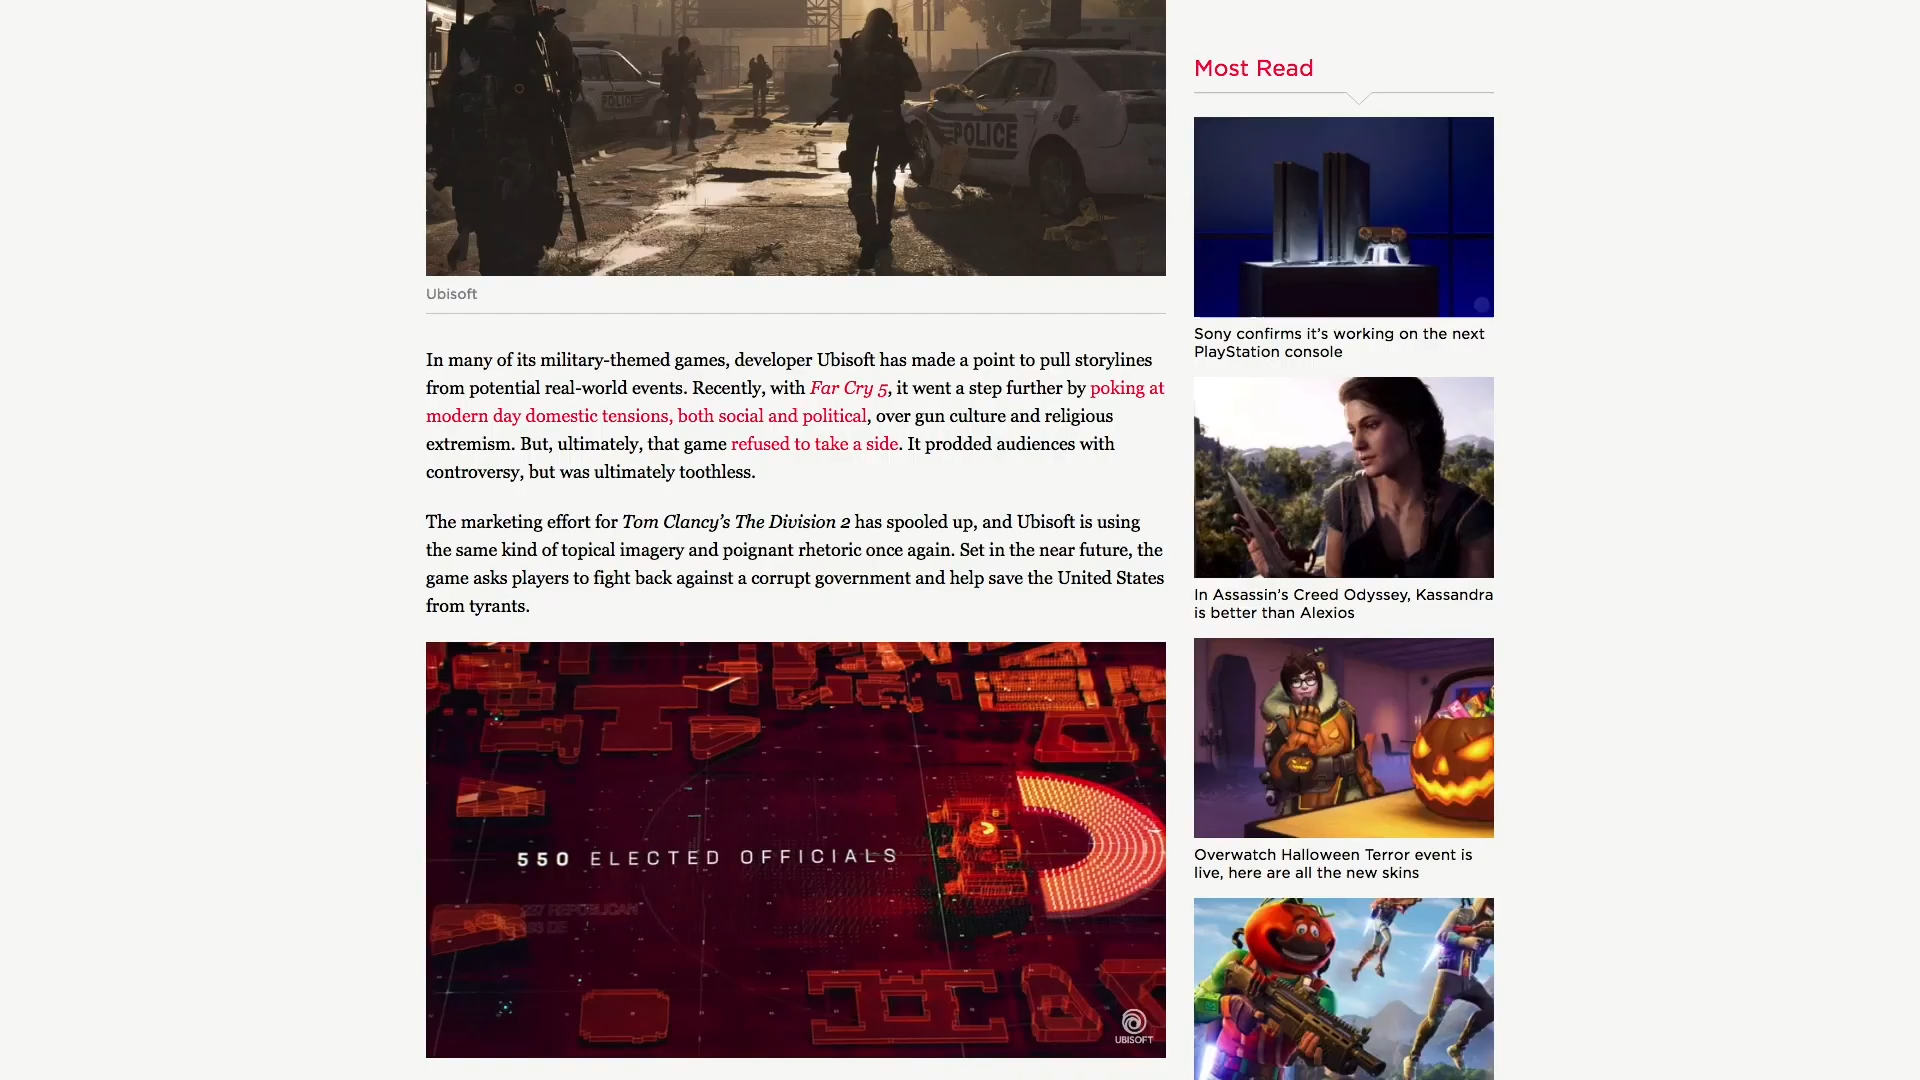 POLICE
POLICE
Ubisoft
In many of its military-themed games, developer Ubisoft has made a point to pull storylines
from potential real-world events. Recently, with Far Cry 5, it went a step further by poking at
modern day domestic tensions, both social and political, over gun culture and religious
extremism. But, ultimately, that game refused to take a side. It prodded audiences with
controversy, but was ultimately toothless.
The marketing effort for Tom Clancy’s The Division 2 has spooled up, and Ubisoft is using
the same kind of topical imagery and poignant rhetoric once again. Set in the near future, the
game asks players to fight back against a corrupt government and help save the United States
from tyrants.
550 ELECTED OFFICIALS
REPUBLICAN
UBISOFT
Most Read
Sony confirms it’s working on the next
PlayStation console
In Assassin’s Creed Odyssey, Kassandra
is better than Alexios
Overwatch Halloween Terror event is
live, here are all the new skins